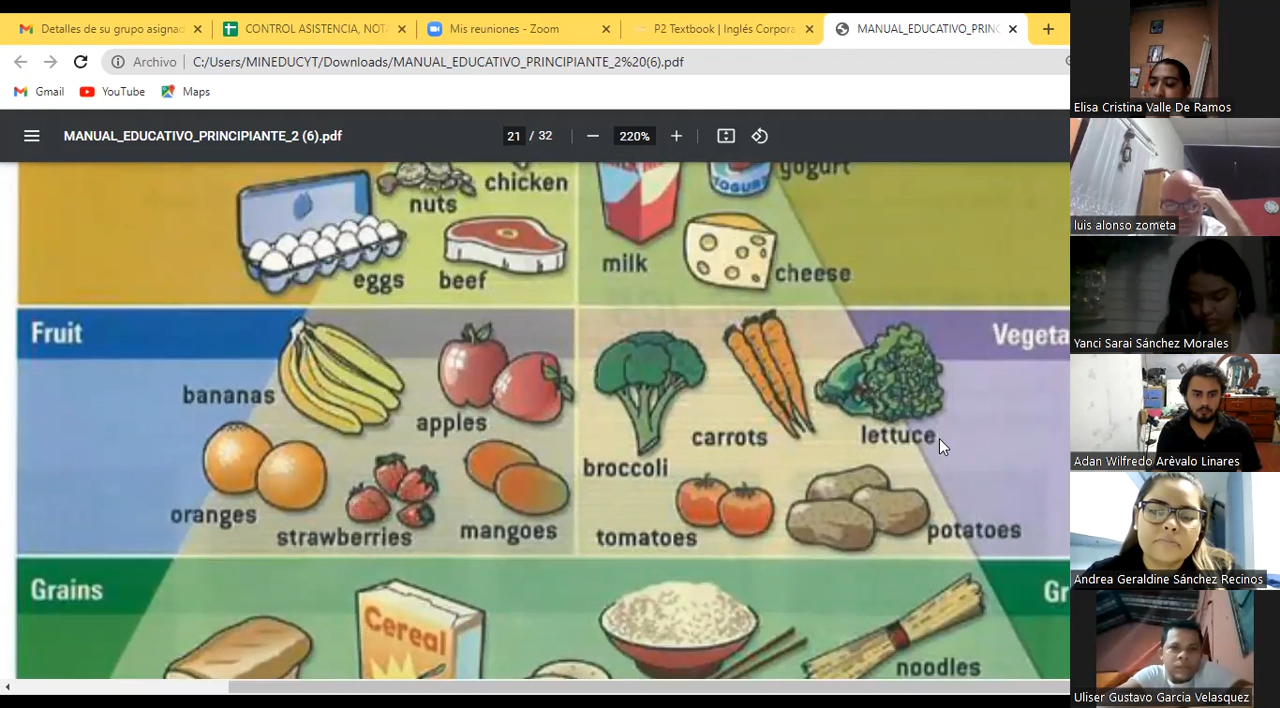 Detalles de su grupo asignad
CONTROL ASISTENCIA, NOT
Mis reuniones - Zoom
P2 Textbook | Inglés Corpora
MANUAL_EDUCATIVO_PRINC
Archivo
C:/Users/MINEDUCYT/Downloads/MANUAL_EDUCATIVO_PRINCIPIANTE_2%20(6).pdf
Gmail
YouTube
Maps
MANUAL_EDUCATIVO_PRINCIPIANTE_2 (6).pdf
21 / 32
220%
chicken
nuts
yogurt
YOGURT
eggs
beef
milk
cheese
Fruit
Vegeta
bananas
apples
carrots
lettuce
broccoli
oranges
strawberries
mangoes
tomatoes
potatoes
Grains
Gr
Cereal
noodles
Elisa Cristina Valle De Ramos
luis alonso zometa
Yanci Sarai Sánchez Morales
Adan Wilfredo Arèvalo Linares
Andrea Geraldine Sánchez Recinos
Uliser Gustavo Garcia Velasquez